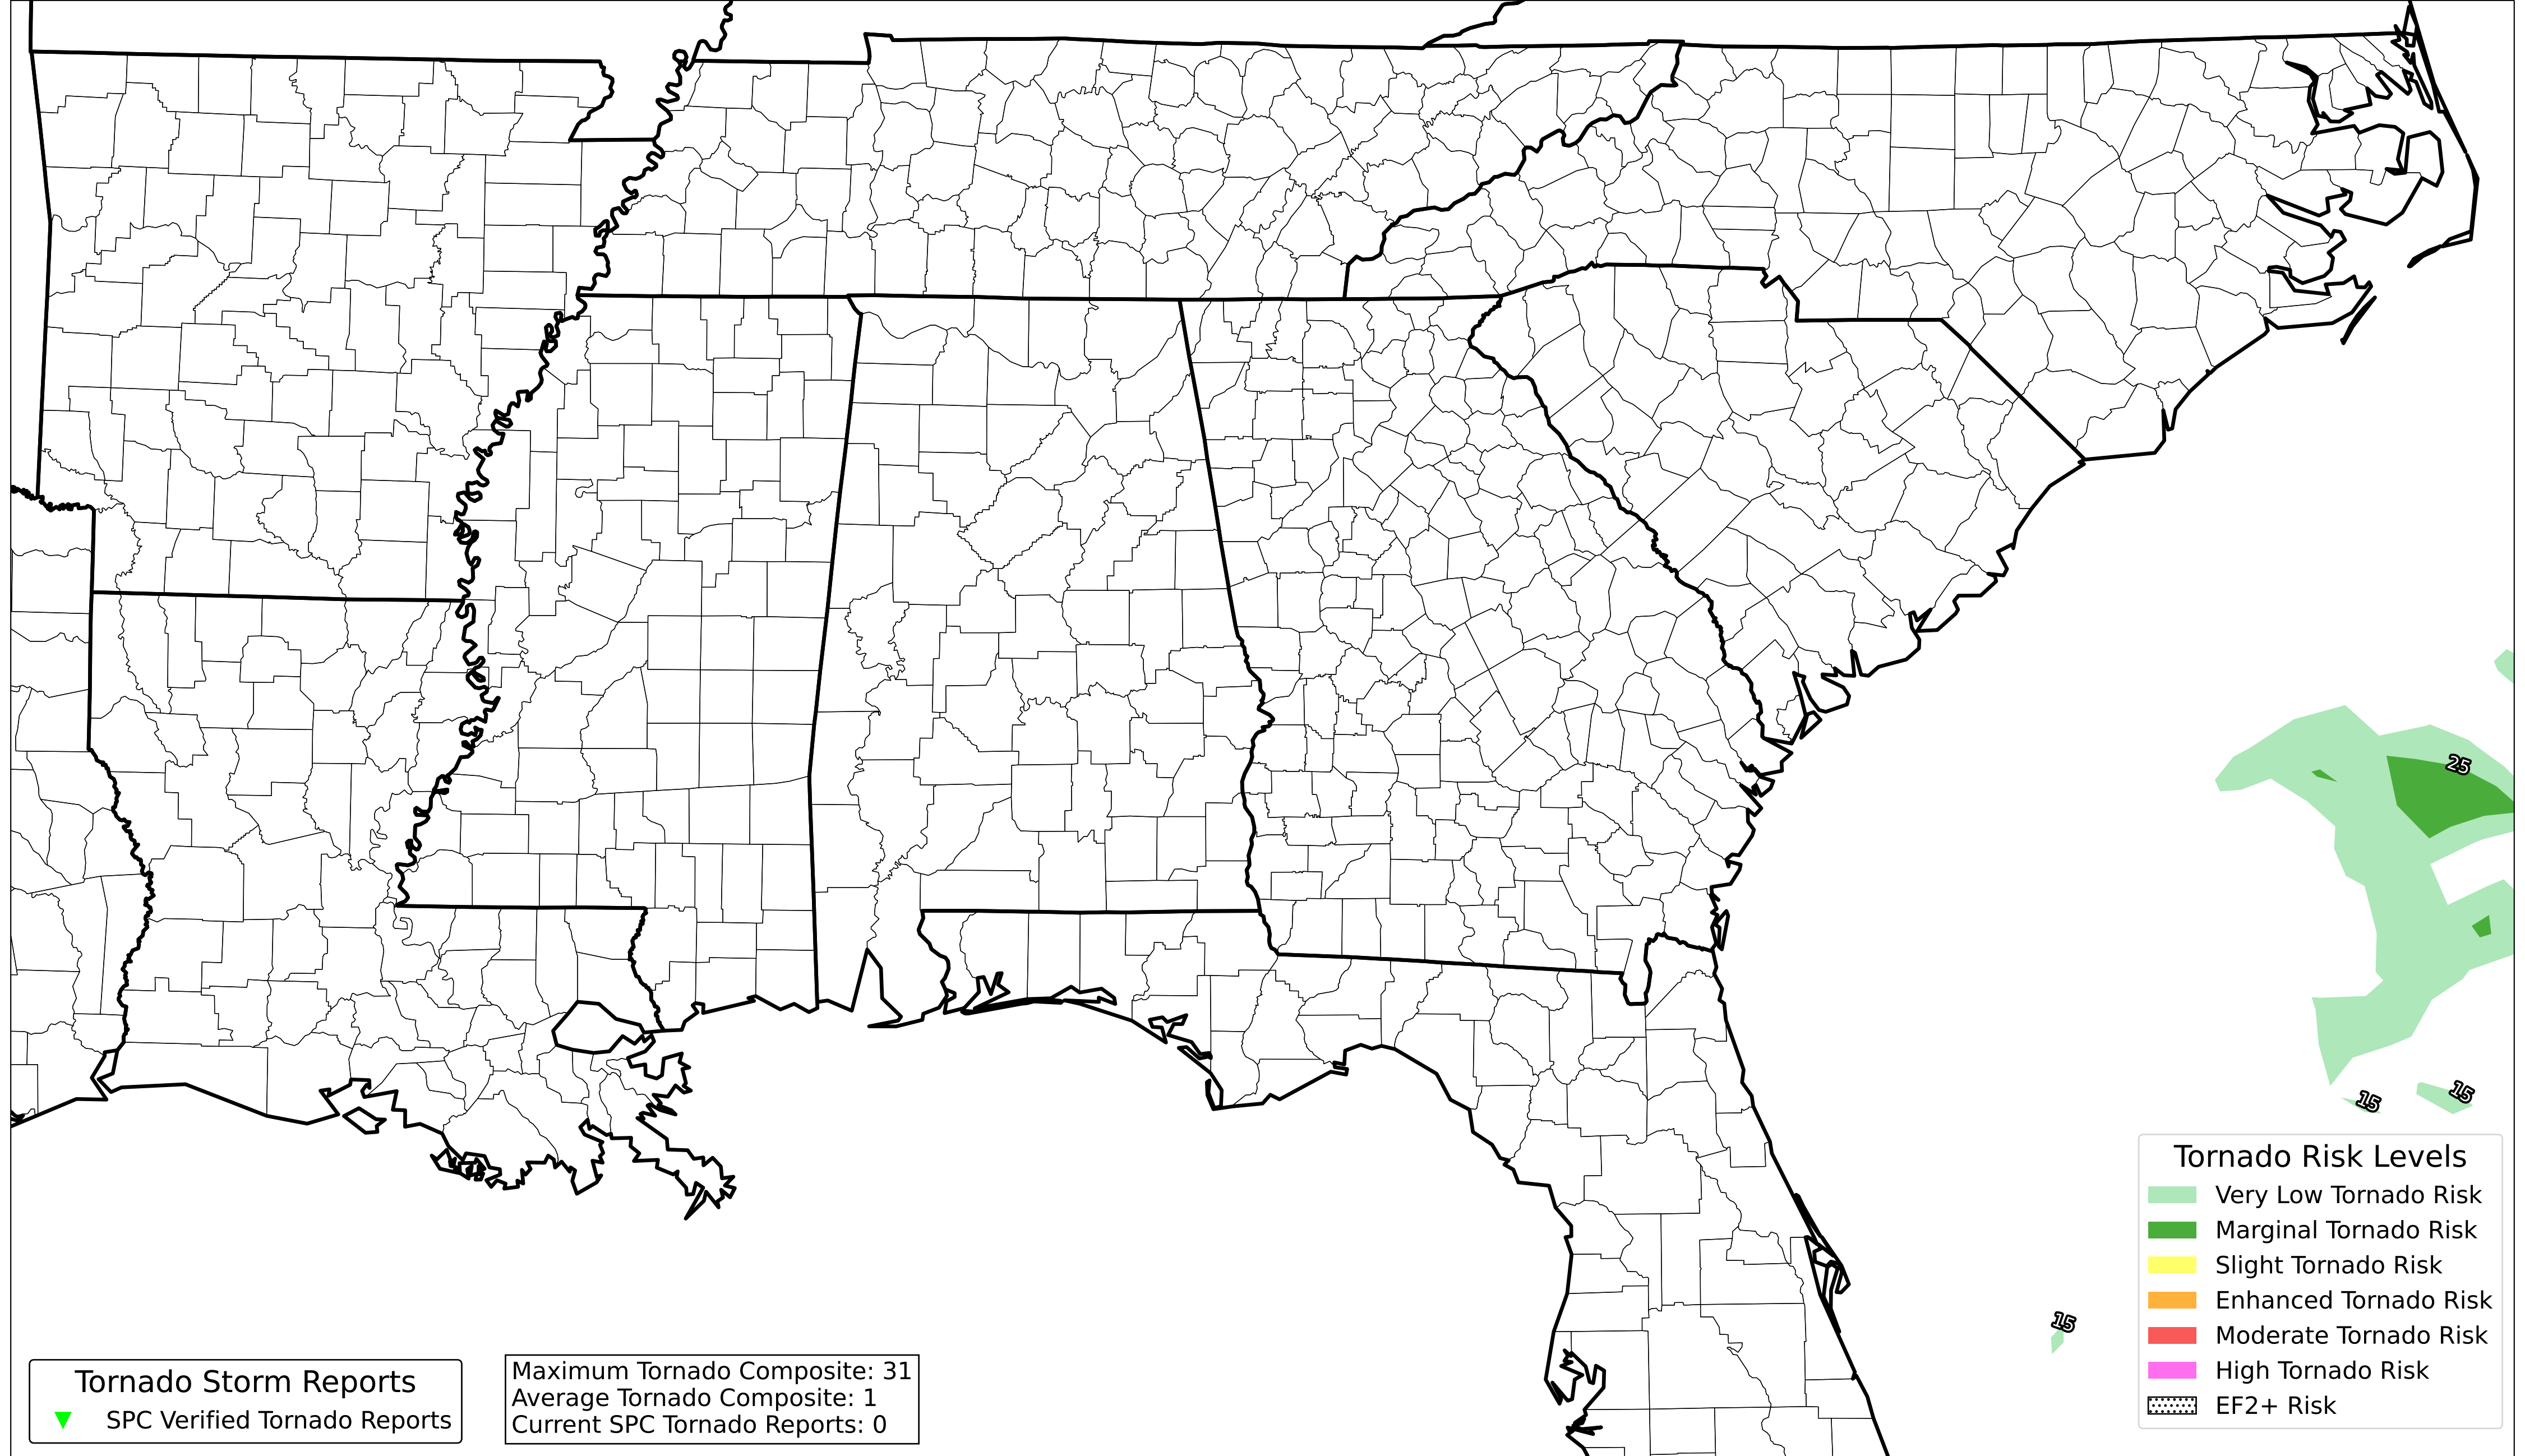 25
15
15
15
Tornado Risk Levels
Very Low Tornado Risk
Marginal Tornado Risk
Slight Tornado Risk
Enhanced Tornado Risk
Moderate Tornado Risk
High Tornado Risk
EF2+ Risk
Tornado Storm Reports
SPC Verified Tornado Reports
Maximum Tornado Composite: 31
Average Tornado Composite: 1
Current SPC Tornado Reports: 0